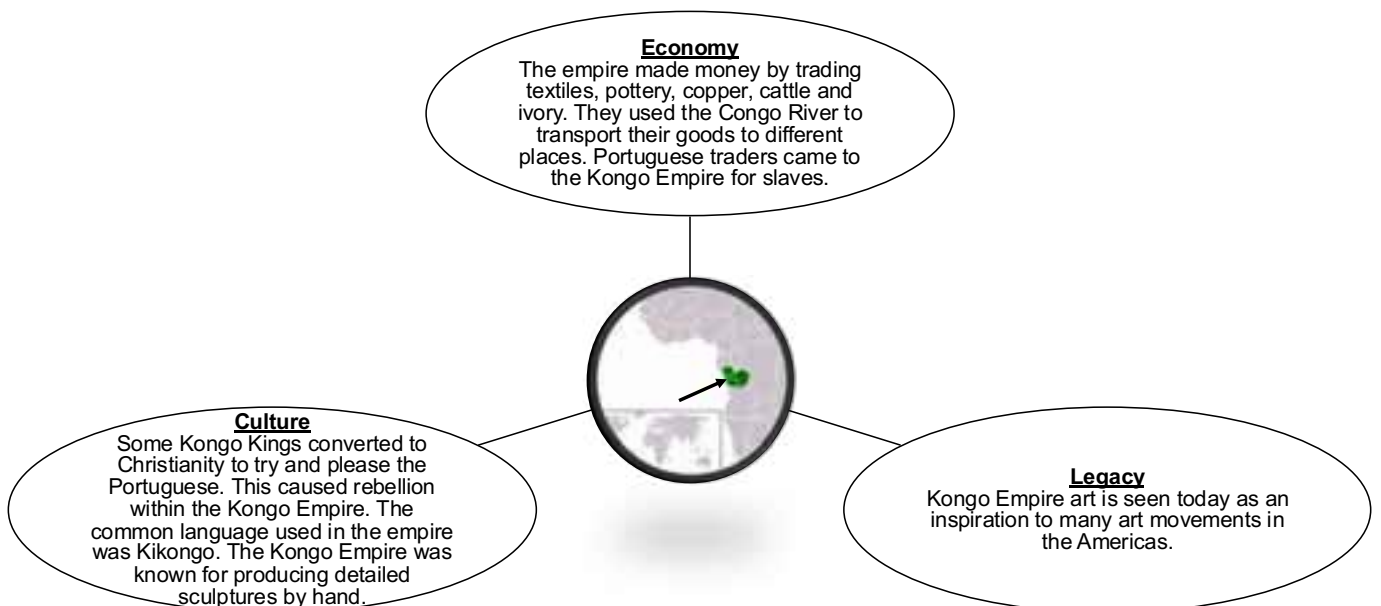 Economy
The empire made money by trading
textiles, pottery, copper, cattle and
ivory. They used the Congo River to
transport their goods to different
places. Portuguese traders came to
the Kongo Empire for slaves.
Culture
Some Kongo Kings converted to
Christianity to try and please the
Portuguese. This caused rebellion
within the Kongo Empire. The
common language used in the empire
was Kikongo. The Kongo Empire was
known for producing detailed
sculptures by hand.
Legacy
Kongo Empire art is seen today as an
inspiration to many art movements in
the Americas.